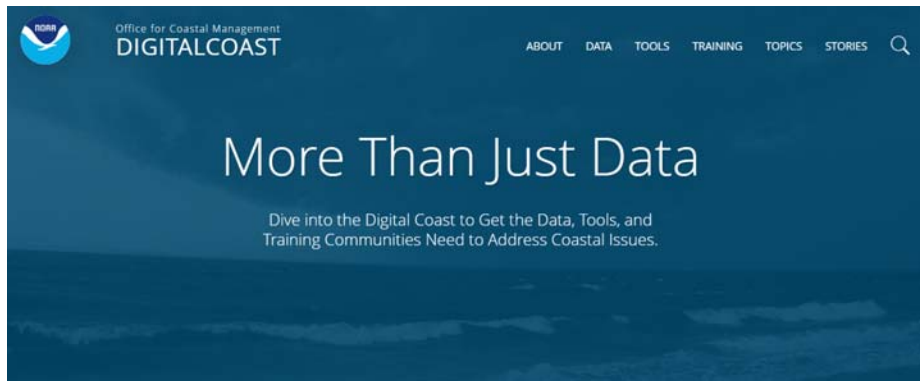 NOAA
Office for Coastal Management
DIGITALCOAST
ABOUT DATA TOOLS TRAINING TOPICS STORIES
More Than Just Data
Dive into the Digital Coast to Get the Data, Tools, and
Training Communities Need to Address Coastal Issues.